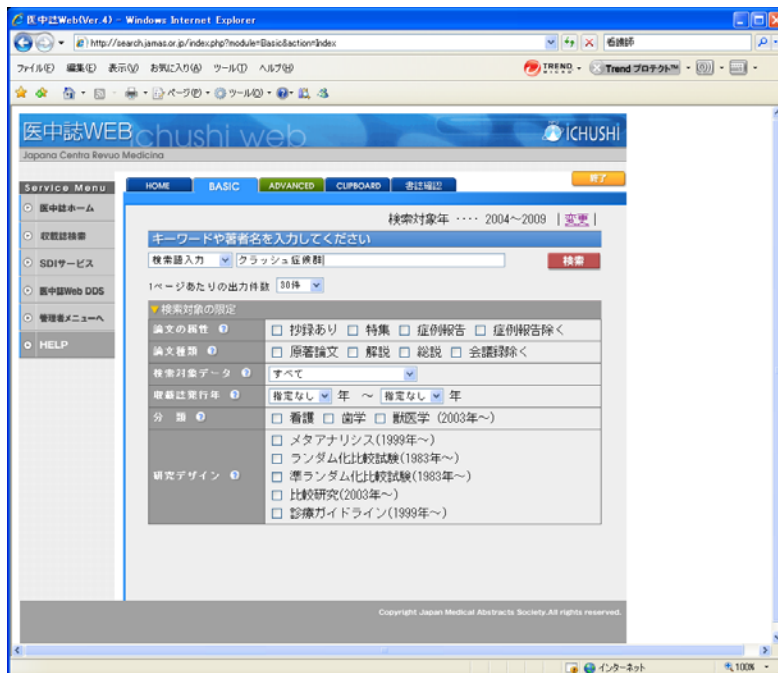 医中誌Web(Ver.4) - Windows Internet Explorer
http://search.jamas.or.jp/index.php?module=Basic&action=Index
看護師
ファイル(F) 編集(E) 表示(V) お気に入り(A) ツール(T) ヘルプ(H)
TREND Trend プロテクト™
ページ(P) ツール(O)
医中誌WEB
ichushi web
ICHUSHI
Japana Centra Revuo Medicina
Service Menu
HOME BASIC ADVANCED CLIPBOARD 書誌確認
終了
医中誌ホーム
収載誌検索
SDIサービス
医中誌Web DDS
管理者メニューへ
HELP
検索対象年 ‥‥ 2004～2009 | 変更 |
キーワードや著者名を入力してください
検索語入力 クラッシュ症候群 検索
1ページあたりの出力件数 30件
▼検索対象の限定
論文の属性 抄録あり 特集 症例報告 症例報告除く
論文種類 原著論文 解説 総説 会議録除く
検索対象データ すべて
収載誌発行年 指定なし 年 ～ 指定なし 年
分 類 看護 歯学 獣医学 (2003年～)
研究デザイン
メタアナリシス(1999年～)
ランダム化比較試験(1983年～)
準ランダム化比較試験(1983年～)
比較研究(2003年～)
診療ガイドライン(1999年～)
Copyright Japan Medical Abstracts Society.All rights reserved.
インターネット 100%